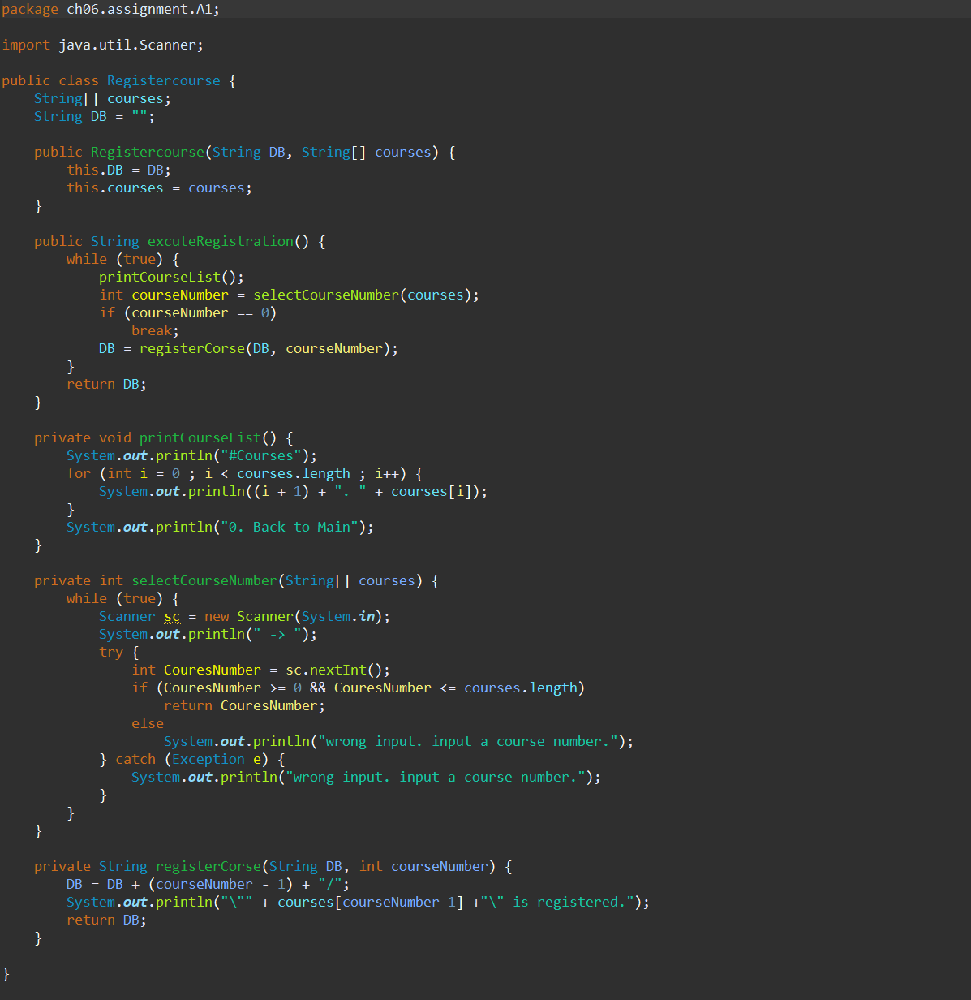 package ch06.assignment.A1;
import java.util.Scanner;
public class Registercourse {
String[] courses;
String DB = "";
public Registercourse(String DB, String[] courses) {
this.DB = DB;
this.courses = courses;
}
public String excuteRegistration() {
while (true) {
printCourseList();
int courseNumber = selectCourseNumber(courses);
if (courseNumber == 0)
break;
DB = registerCorse(DB, courseNumber);
}
return DB;
}
private void printCourseList() {
System.out.println("#Courses");
for (int i = 0 ; i < courses.length ; i++) {
System.out.println((i + 1) + ". " + courses[i]);
}
System.out.println("0. Back to Main");
}
private int selectCourseNumber(String[] courses) {
while (true) {
Scanner sc = new Scanner(System.in);
System.out.println(" -> ");
try {
int CouresNumber = sc.nextInt();
if (CouresNumber >= 0 && CouresNumber <= courses.length)
return CouresNumber;
else
System.out.println("wrong input. input a course number.");
} catch (Exception e) {
System.out.println("wrong input. input a course number.");
}
}
}
private String registerCorse(String DB, int courseNumber) {
DB = DB + (courseNumber - 1) + "/";
System.out.println("\"" + courses[courseNumber-1] +"\" is registered.");
return DB;
}
}